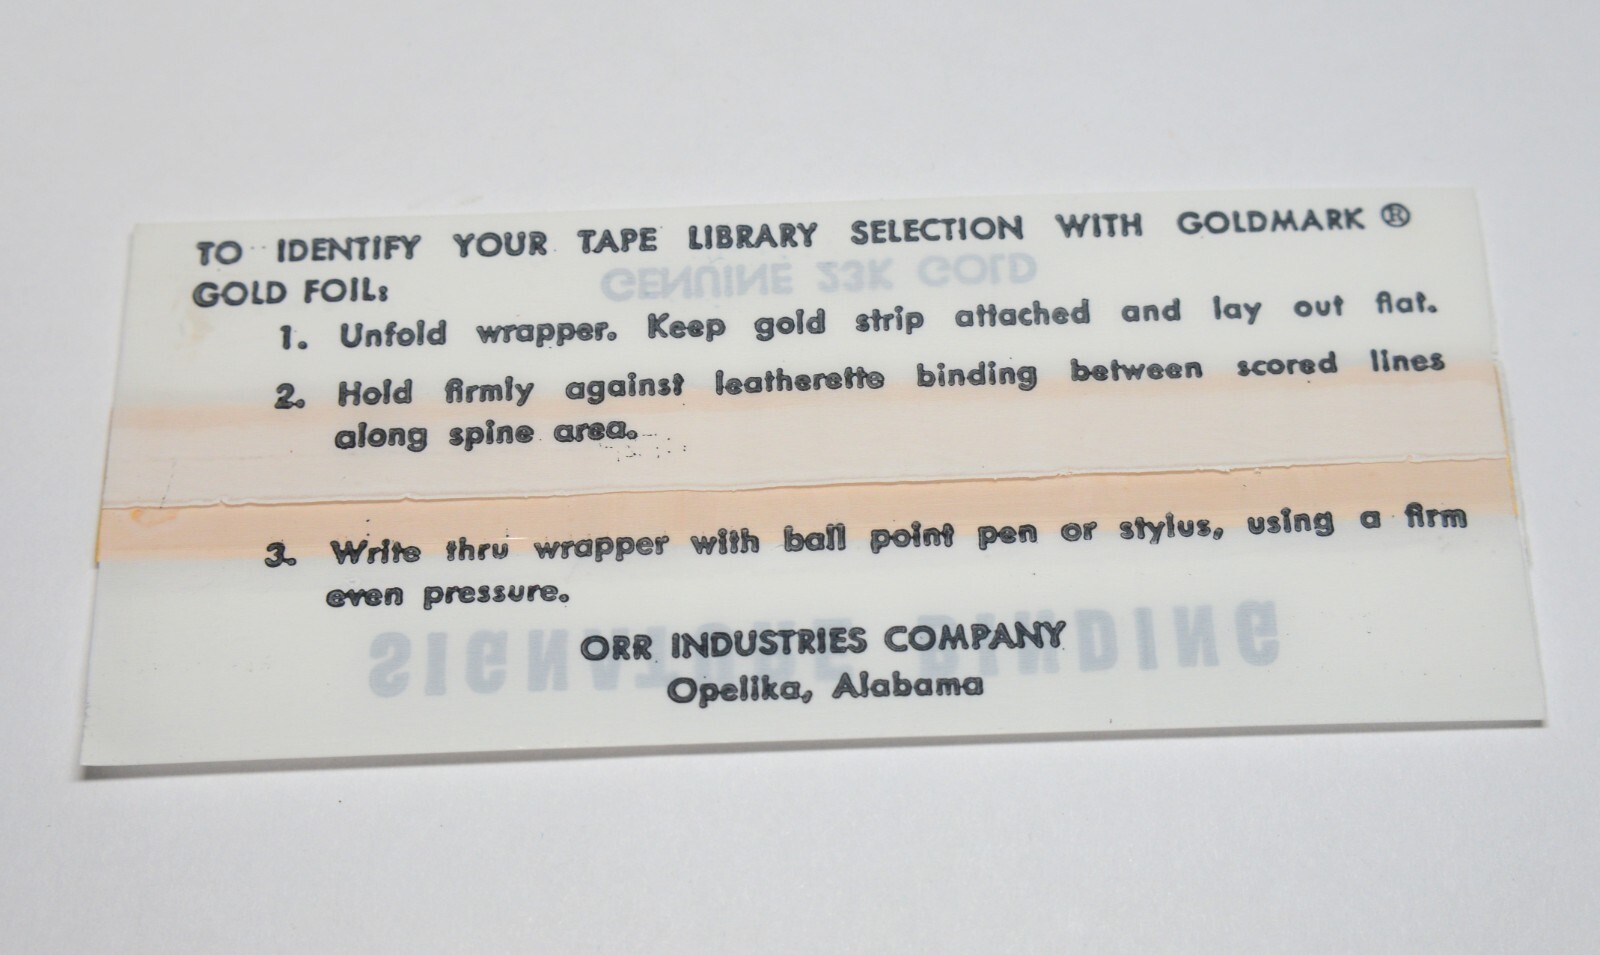 TO IDENTIFY YOUR TAPE LIBRARY SELECTION WITH GOLDMARK ®
GENUINE 23K GOLD
GOLD FOIL:
1. Unfold wrapper. Keep gold strip attached and lay out flat.
2. Hold firmly against leatherette binding between scored lines
along spine area.
3. Write thru wrapper with ball point pen or stylus, using a firm
even pressure.
SIGNATURE BINDING
ORR INDUSTRIES COMPANY
Opelika, Alabama